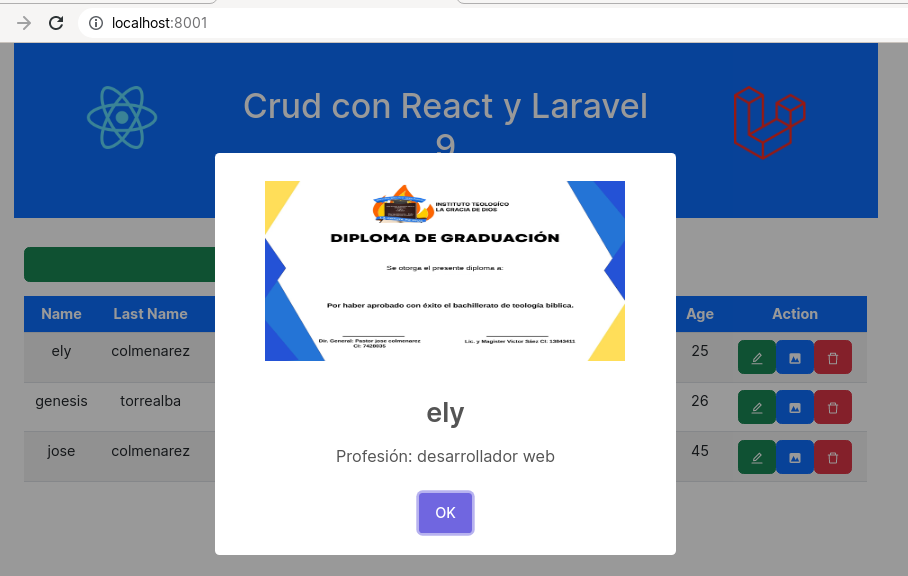 localhost:8001
Crud con React y Laravel
9
INSTITUTO TEOLOGÍCO
LA GRACIA DE DIOS
DIPLOMA DE GRADUACIÓN
Se otorga el presente diploma a:
Por haber aprobado con éxito el bachillerato de teología bíblica.
Dir. General: Pastor jose colmenarez
CI: 7428035
Lic. y Magister Victor Sáez CI: 13843411
Name Last Name Age Action
ely colmenarez 25
genesis torrealba 26
jose colmenarez 45
ely
Profesión: desarrollador web
OK